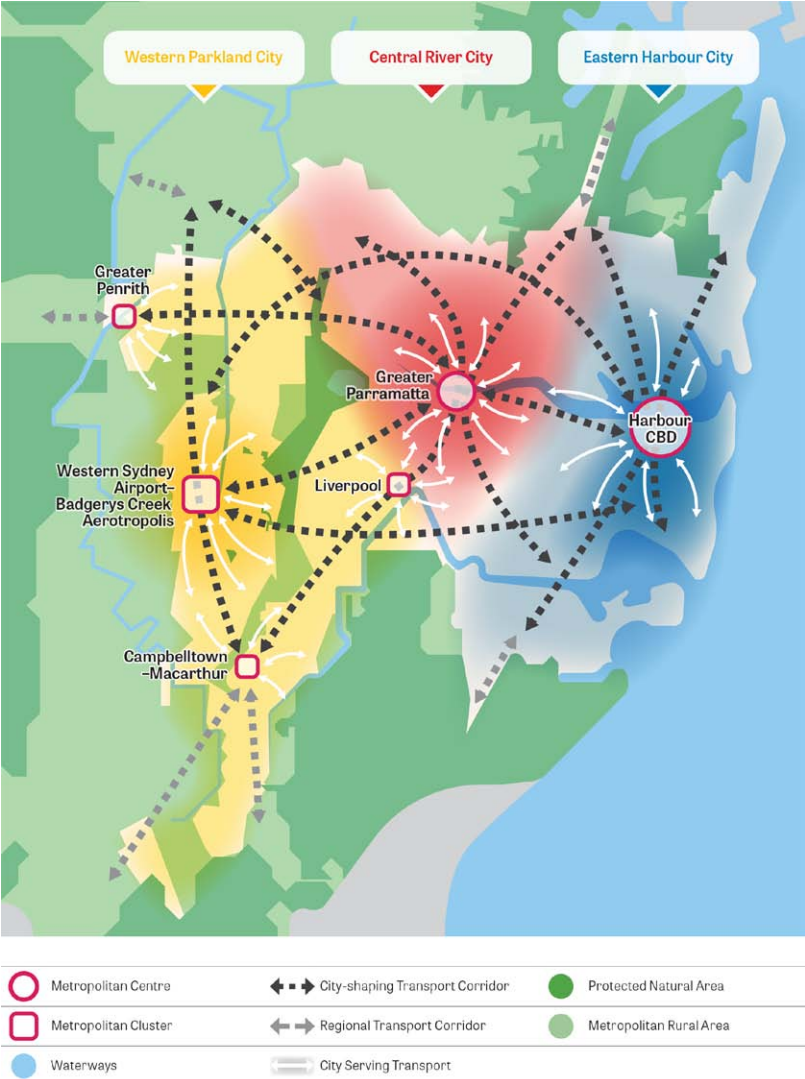 Western Parkland City
Central River City
Eastern Harbour City
Greater
Penrith
Greater
Parramatta
Harbour
CBD
Western Sydney
Airport–
Badgerys Creek
Aerotropolis
Liverpool
Campbelltown
–Macarthur
Metropolitan Centre
City-shaping Transport Corridor
Protected Natural Area
Metropolitan Cluster
Regional Transport Corridor
Metropolitan Rural Area
Waterways
City Serving Transport